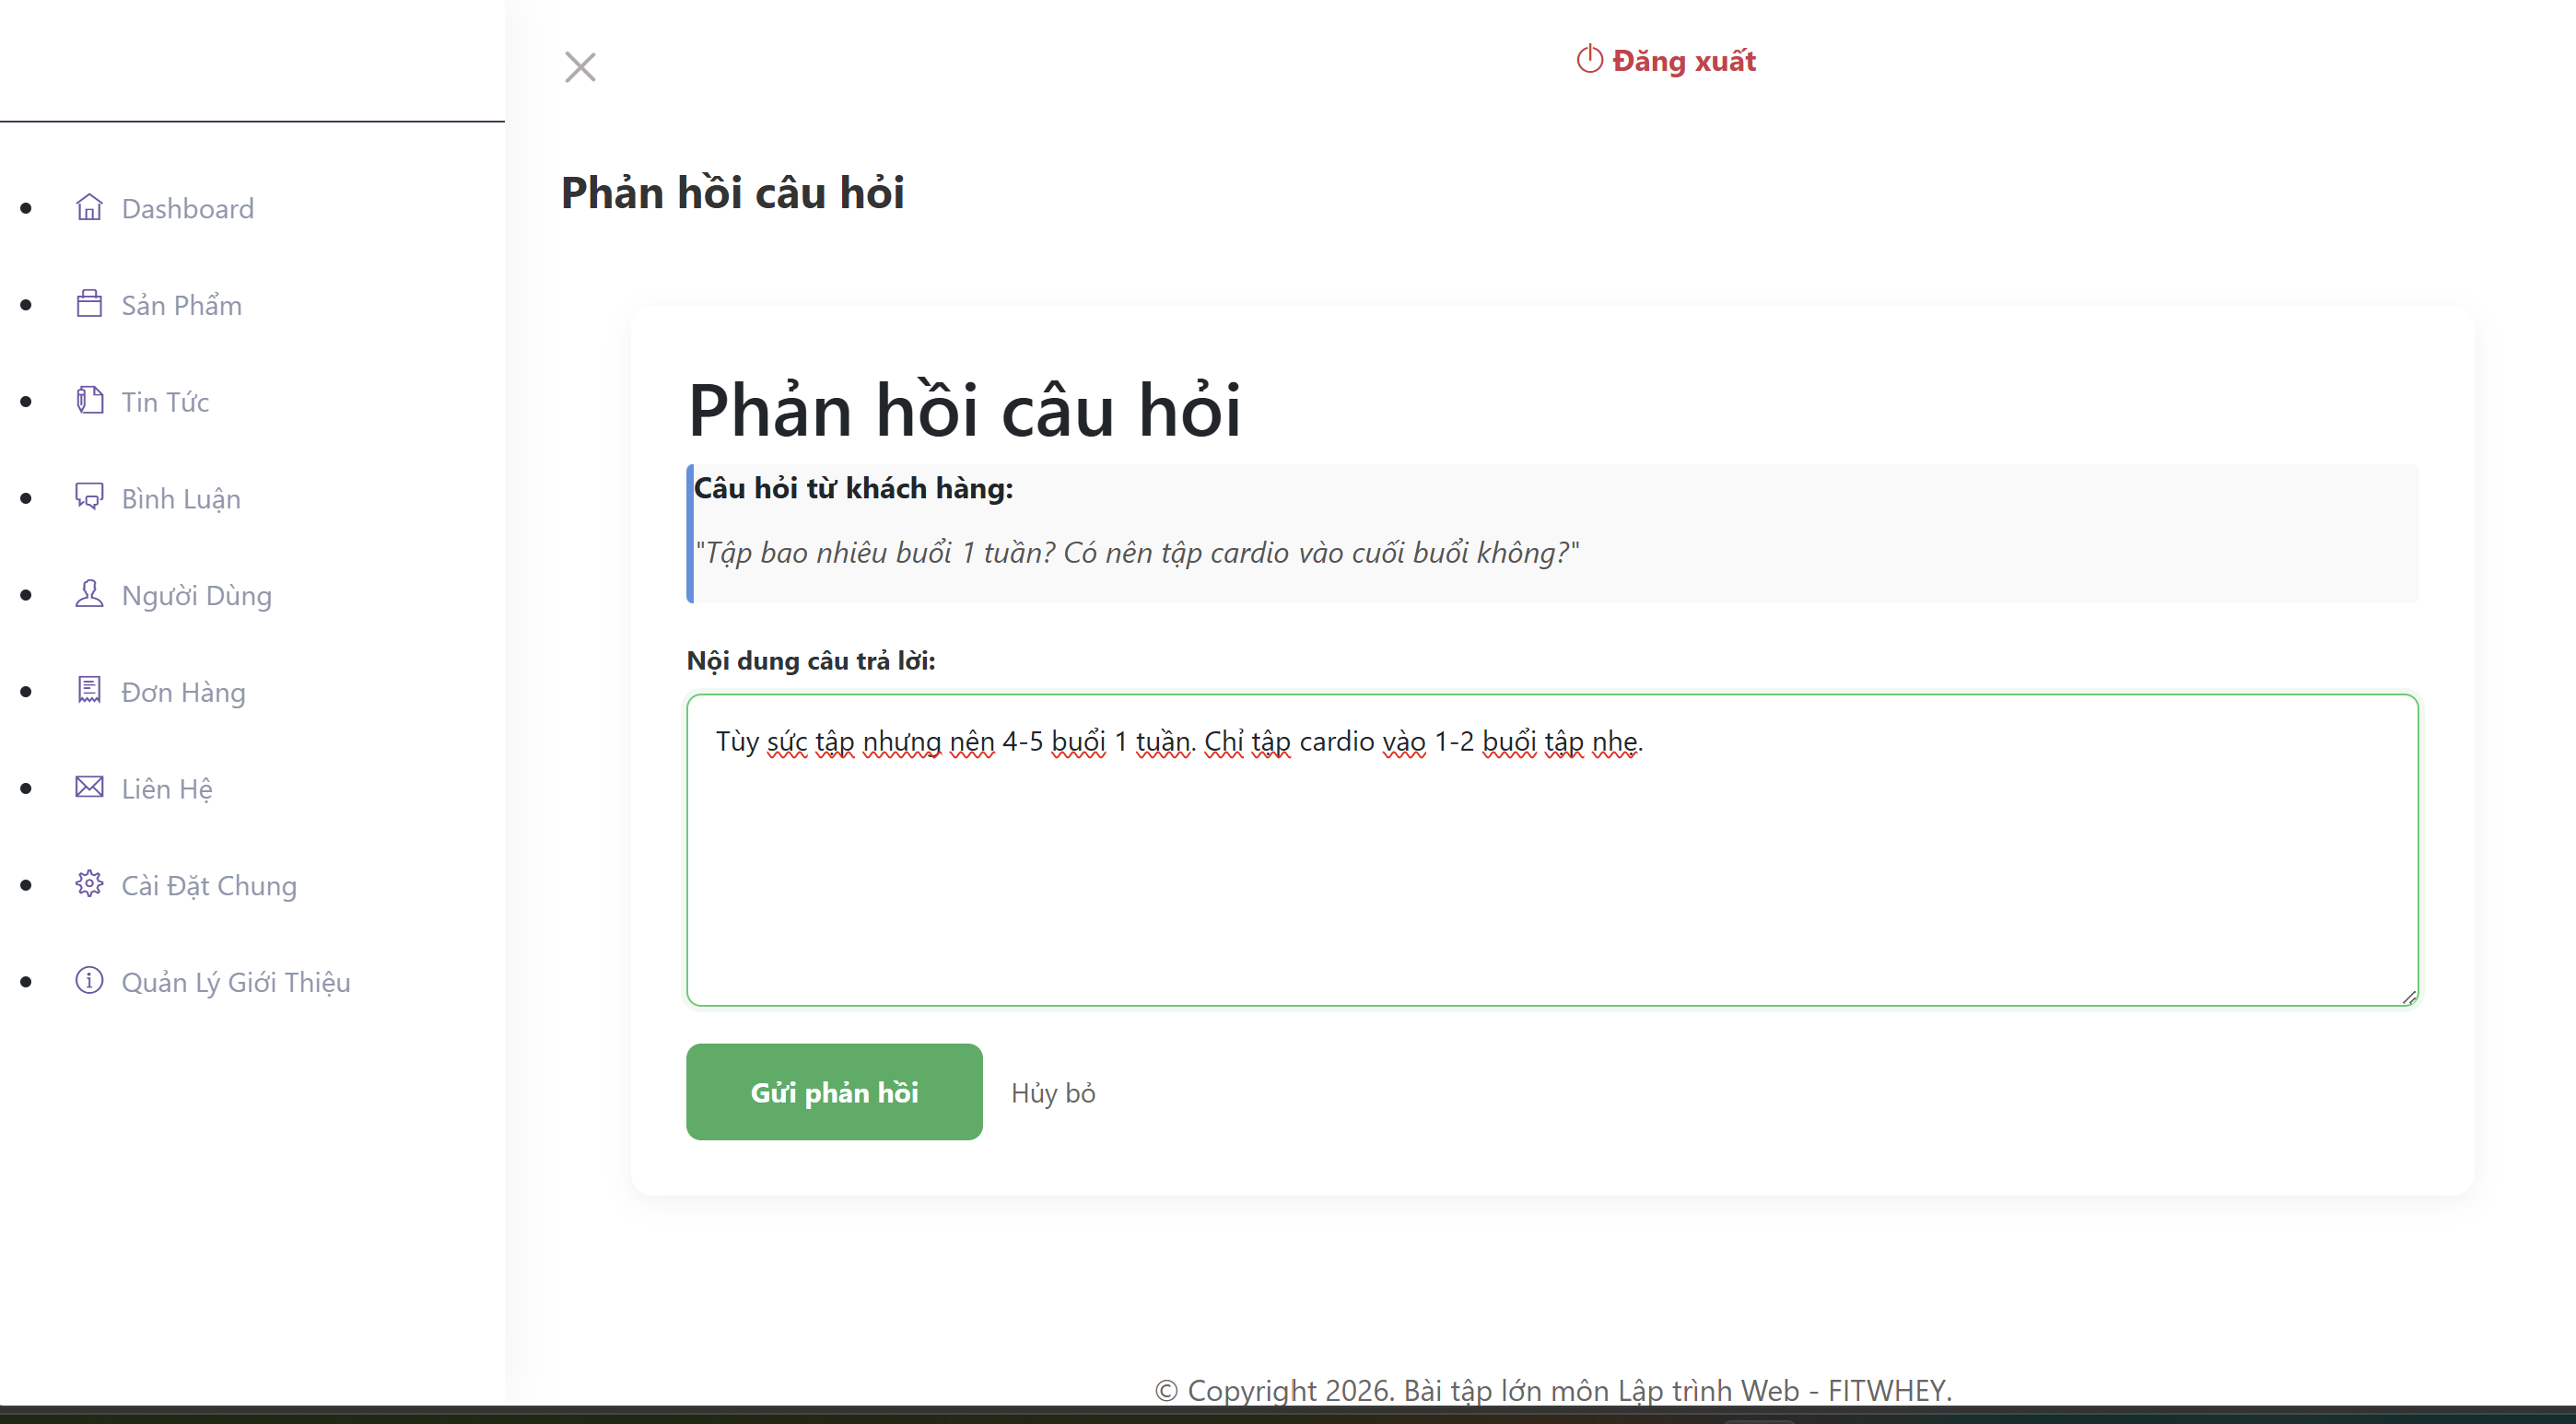 Đăng xuất
Dashboard
Sản Phẩm
Tin Tức
Bình Luận
Người Dùng
Đơn Hàng
Liên Hệ
Cài Đặt Chung
Quản Lý Giới Thiệu
Phản hồi câu hỏi
Phản hồi câu hỏi
Câu hỏi từ khách hàng:
"Tập bao nhiêu buổi 1 tuần? Có nên tập cardio vào cuối buổi không?"
Nội dung câu trả lời:
Tùy sức tập nhưng nên 4-5 buổi 1 tuần. Chỉ tập cardio vào 1-2 buổi tập nhẹ.
Gửi phản hồi
Hủy bỏ
© Copyright 2026. Bài tập lớn môn Lập trình Web - FITWHEY.